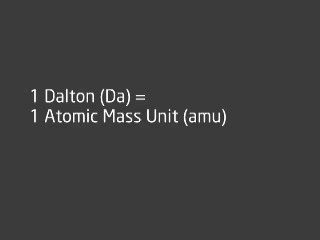 1 Dalton (Da) =
1 Atomic Mass Unit (amu)